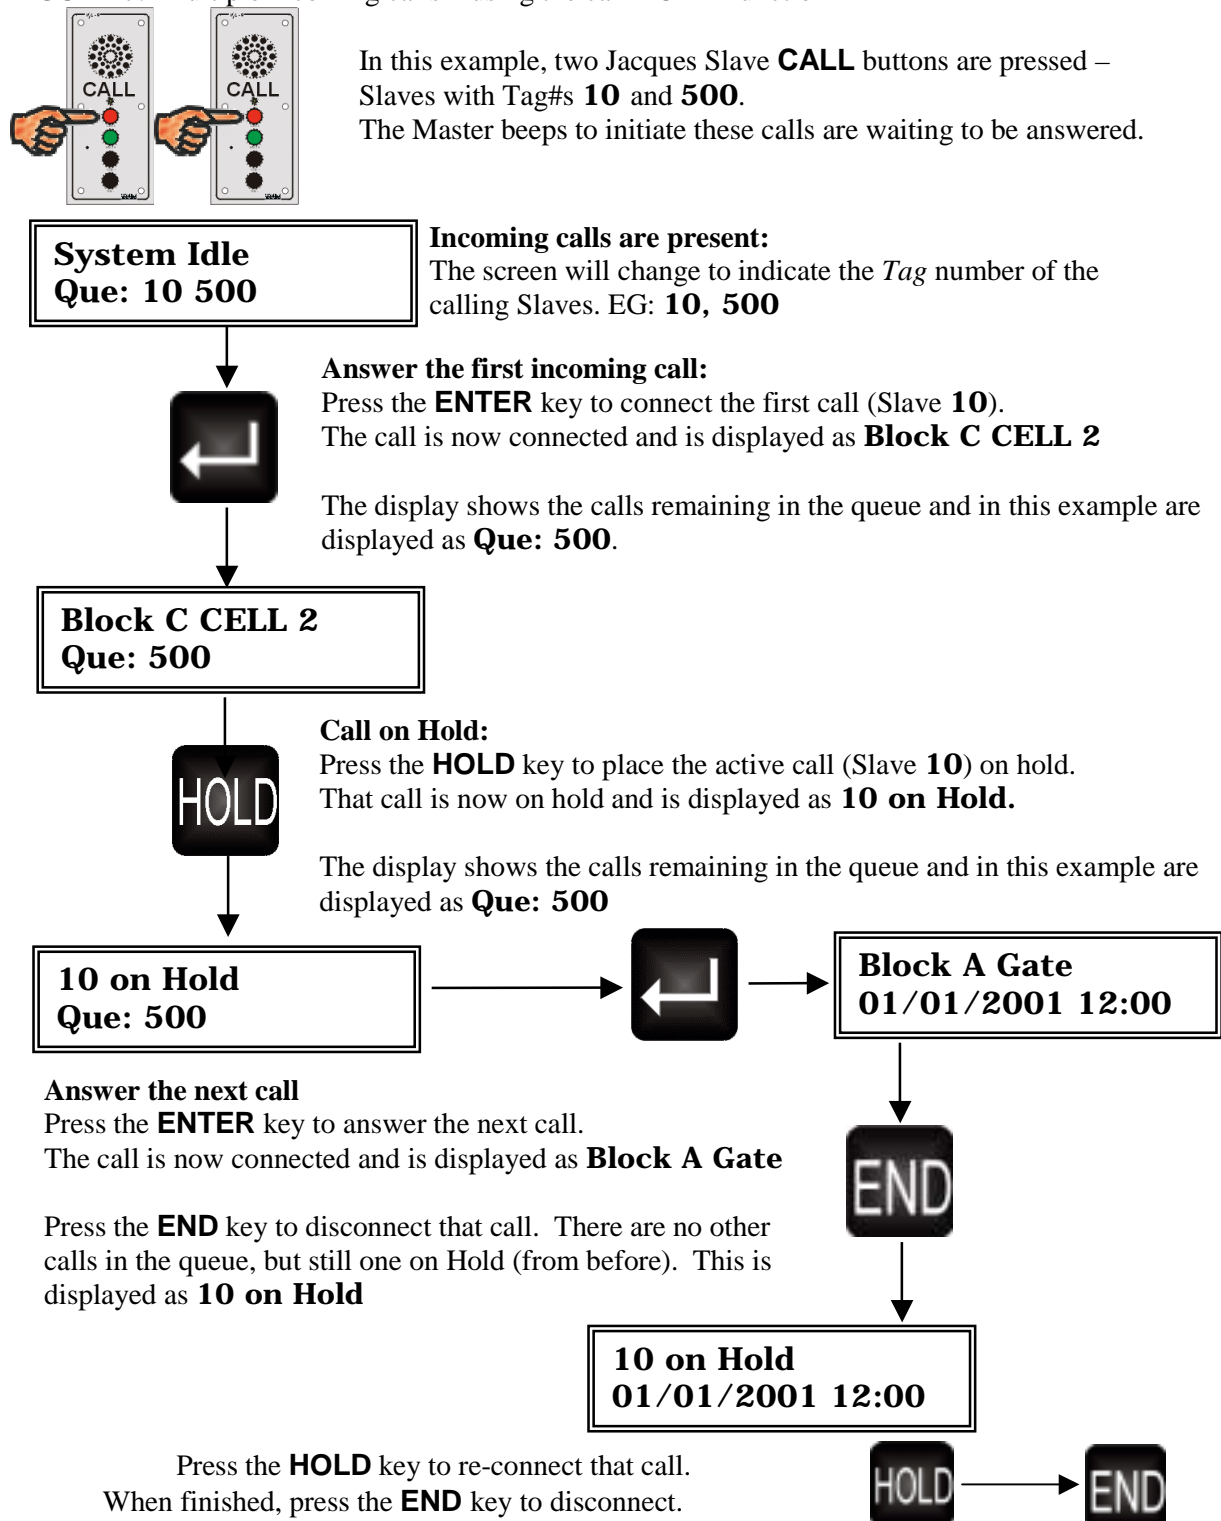 CALL CALL
In this example, two Jacques Slave CALL buttons are pressed –
Slaves with Tag#s 10 and 500.
The Master beeps to initiate these calls are waiting to be answered.
System Idle
Que: 10 500
Incoming calls are present:
The screen will change to indicate the Tag number of the
calling Slaves. EG: 10, 500
Answer the first incoming call:
Press the ENTER key to connect the first call (Slave 10).
The call is now connected and is displayed as Block C CELL 2
The display shows the calls remaining in the queue and in this example are
displayed as Que: 500.
Block C CELL 2
Que: 500
Call on Hold:
Press the HOLD key to place the active call (Slave 10) on hold.
That call is now on hold and is displayed as 10 on Hold.
HOLD
The display shows the calls remaining in the queue and in this example are
displayed as Que: 500
10 on Hold
Que: 500
Block A Gate
01/01/2001 12:00
Answer the next call
Press the ENTER key to answer the next call.
The call is now connected and is displayed as Block A Gate
END
Press the END key to disconnect that call. There are no other
calls in the queue, but still one on Hold (from before). This is
displayed as 10 on Hold
10 on Hold
01/01/2001 12:00
Press the HOLD key to re-connect that call.
When finished, press the END key to disconnect.
HOLD END